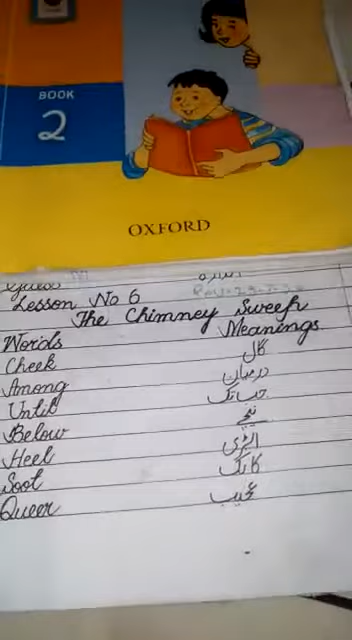 BOOK
2
OXFORD
Lesson No 6
The Chimney Sweep
Words Meanings
Cheek گال
Among درمیان
Until جب تک
Below نیچے
Heel ایڑی
Soot کالک
Queer عجیب